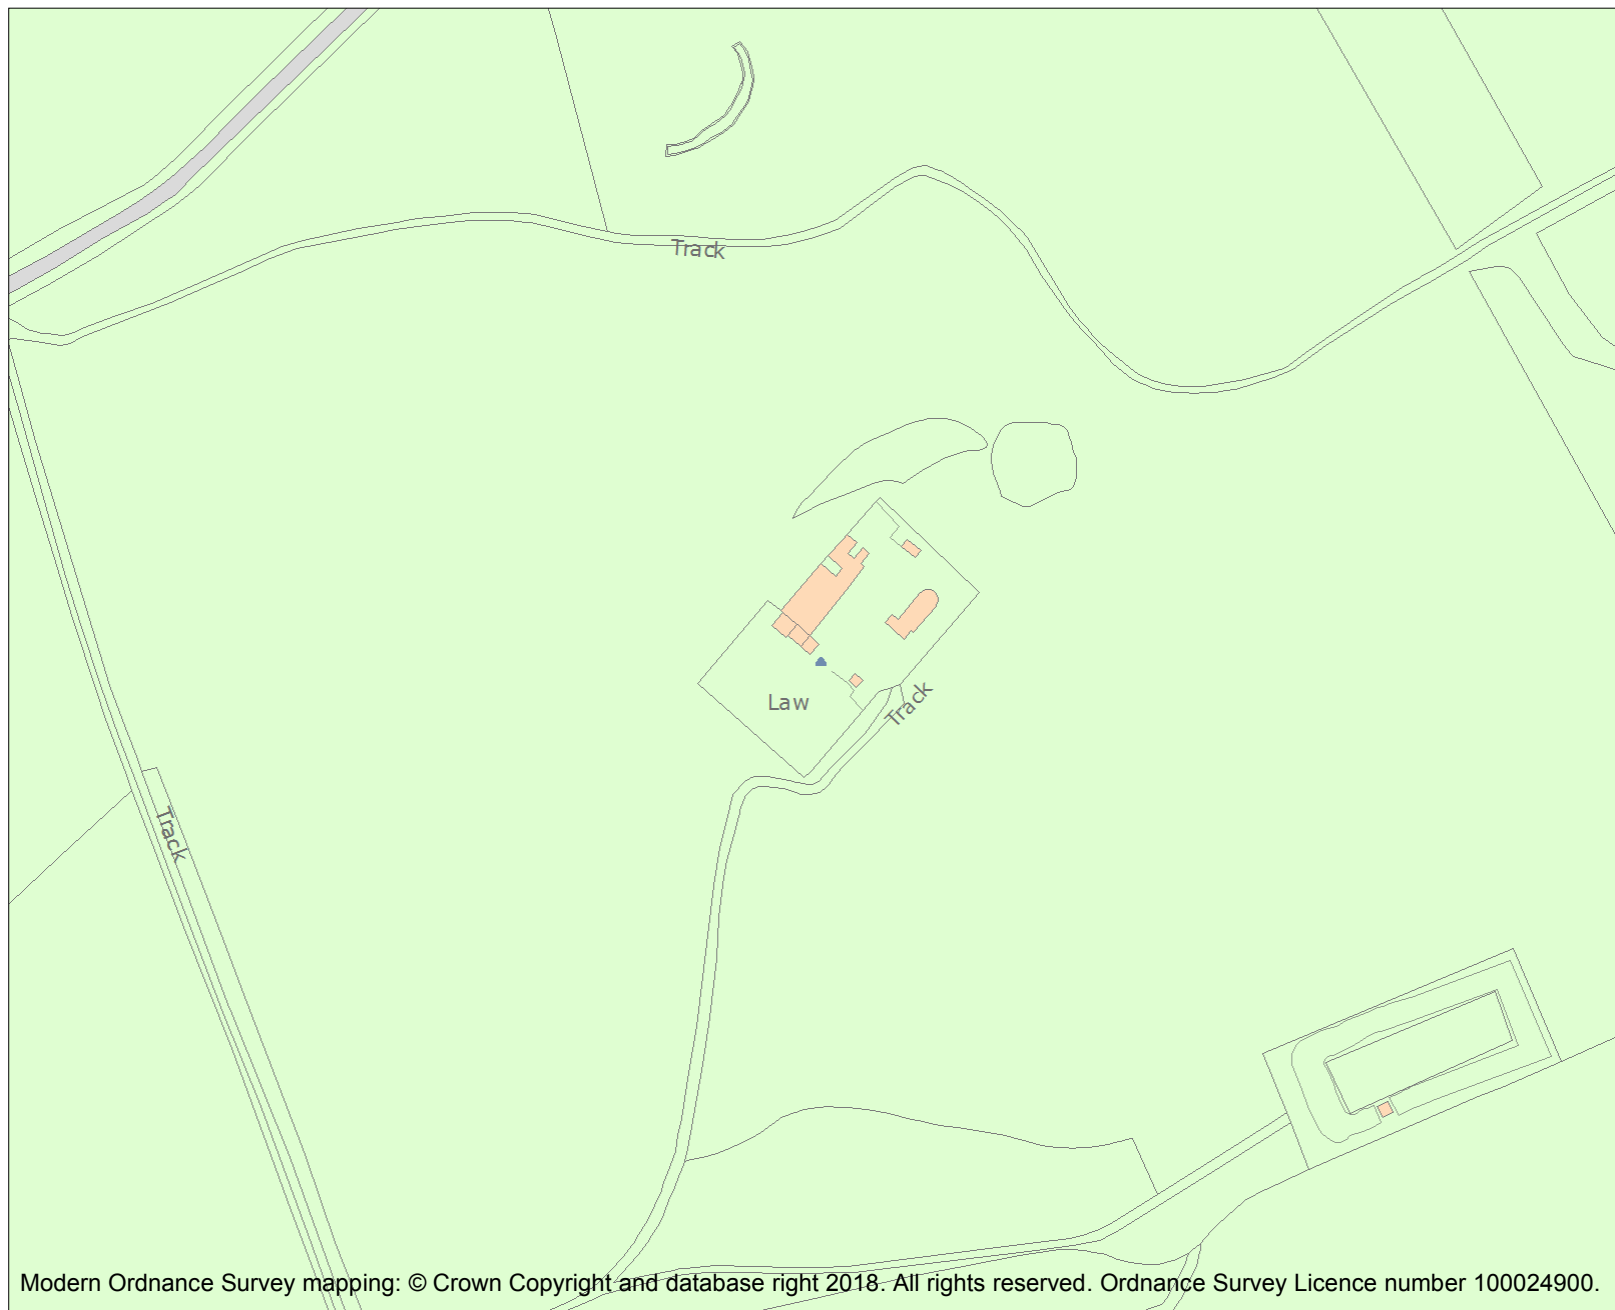 Track
Law
Track
Track
Modern Ordnance Survey mapping: © Crown Copyright and database right 2018. All rights reserved. Ordnance Survey Licence number 100024900.